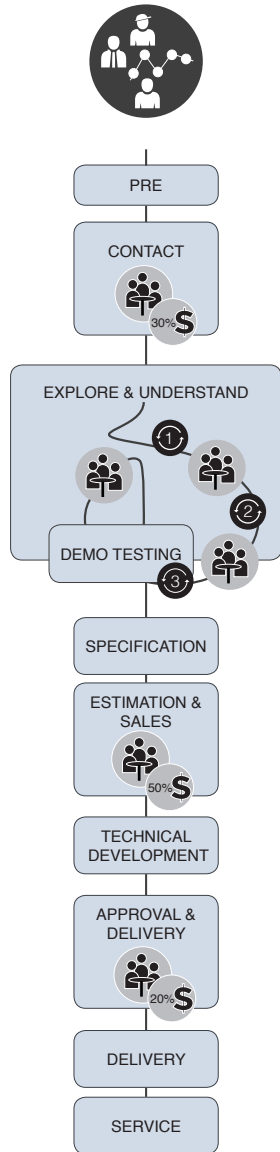 PRE
CONTACT
30% $
EXPLORE & UNDERSTAND
1
2
DEMO TESTING
3
SPECIFICATION
ESTIMATION &
SALES
50% $
TECHNICAL
DEVELOPMENT
APPROVAL &
DELIVERY
20% $
DELIVERY
SERVICE